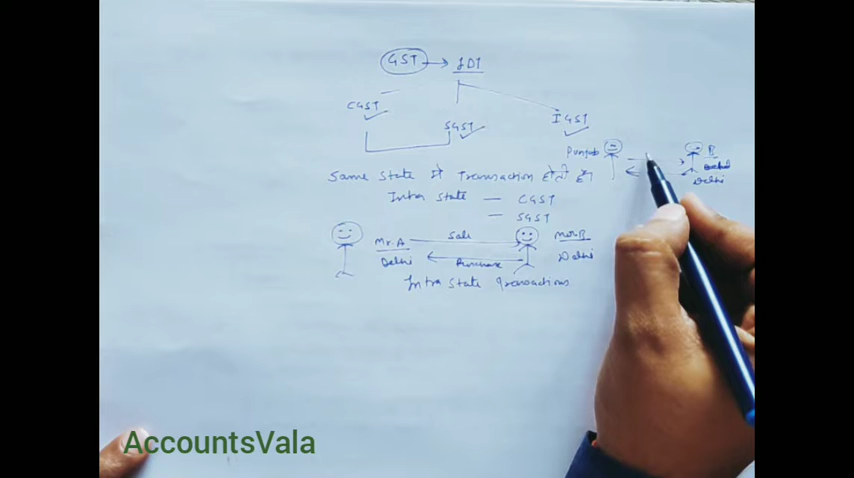 GST → IDT
CGST
SGST
IGST
Punjab
B
Delhi
Same State में Transaction होती है
Intra State — CGST
— SGST
Mr. A Sale Mr. B
Delhi Purchase Delhi
Intra State Transactions
AccountsVala